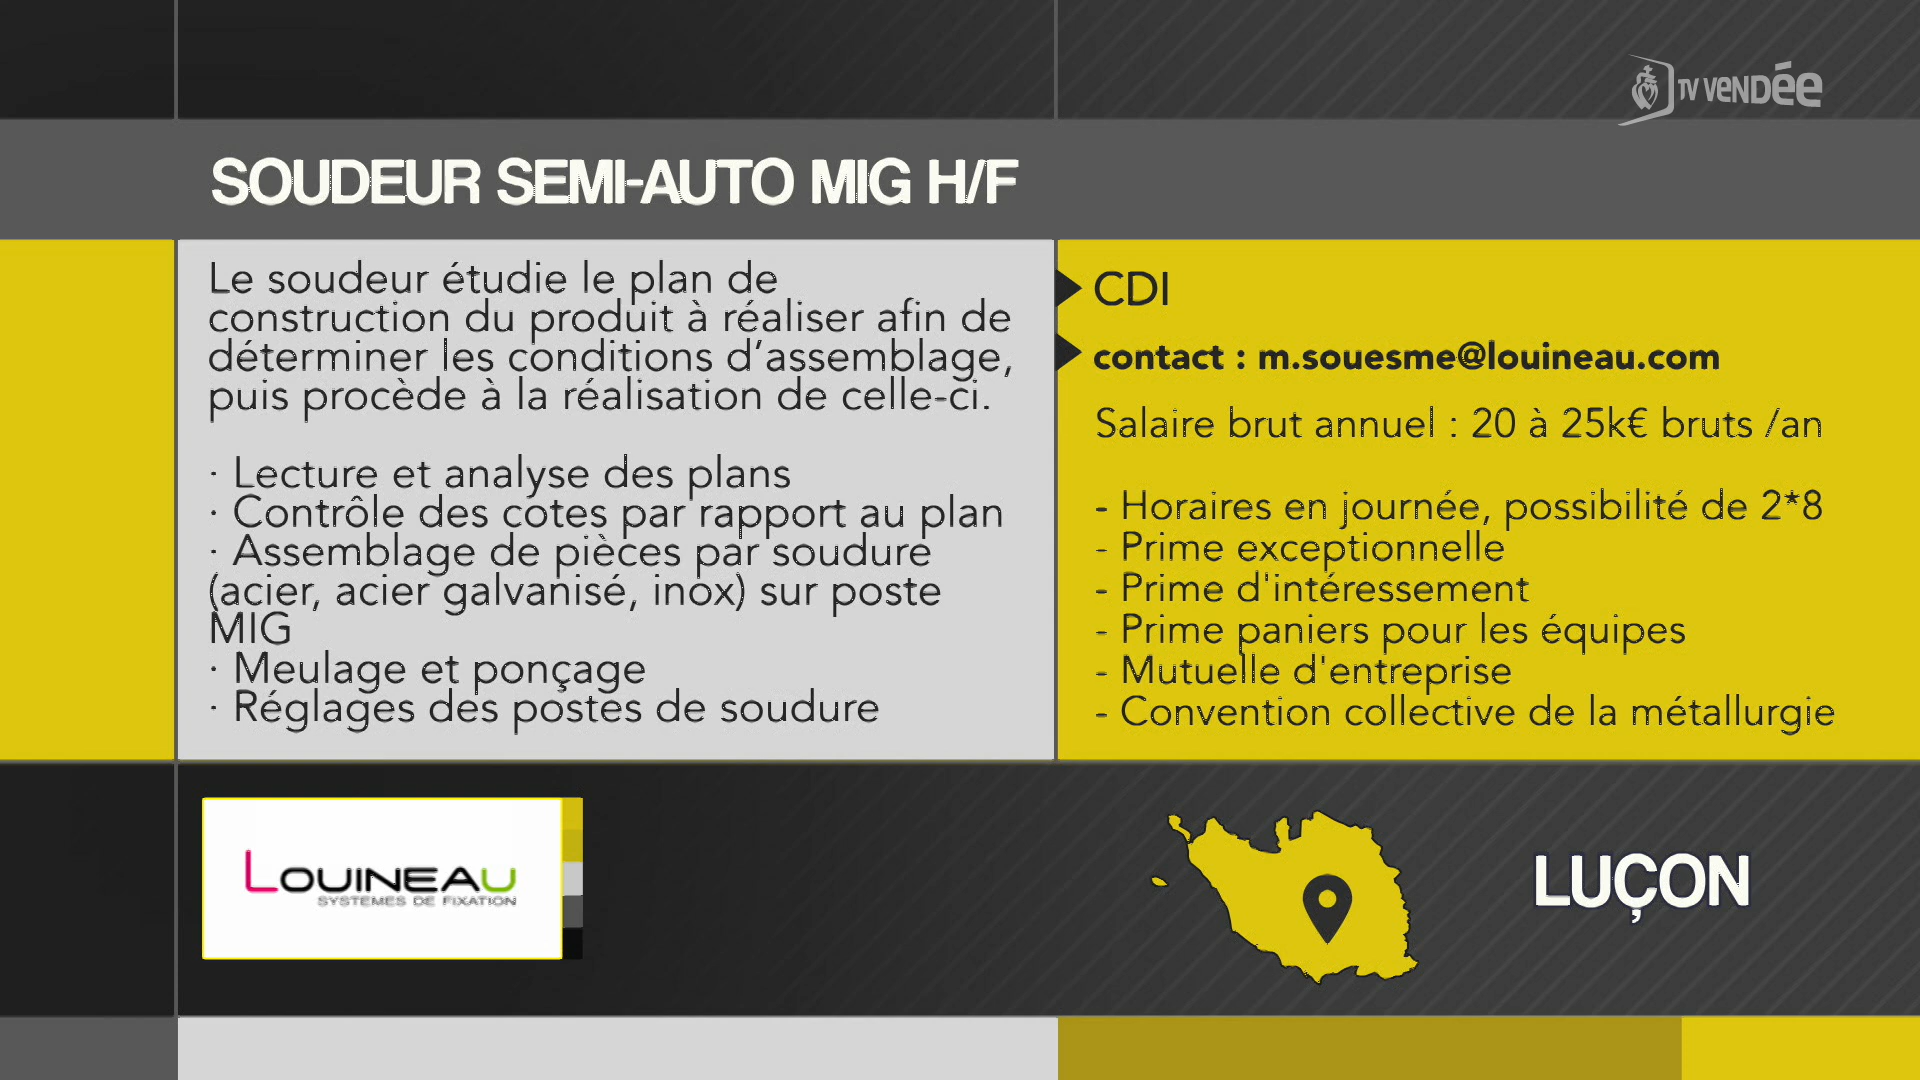 TV VENDÉE
SOUDEUR SEMI-AUTO MIG H/F
Le soudeur étudie le plan de
construction du produit à réaliser afin de
déterminer les conditions d’assemblage,
puis procède à la réalisation de celle-ci.
· Lecture et analyse des plans
· Contrôle des cotes par rapport au plan
· Assemblage de pièces par soudure
(acier, acier galvanisé, inox) sur poste
MIG
· Meulage et ponçage
· Réglages des postes de soudure
CDI
contact : m.souesme@louineau.com
Salaire brut annuel : 20 à 25k€ bruts /an
- Horaires en journée, possibilité de 2*8
- Prime exceptionnelle
- Prime d'intéressement
- Prime paniers pour les équipes
- Mutuelle d'entreprise
- Convention collective de la métallurgie
LOUINEAU
SYSTEMES DE FIXATION
LUÇON